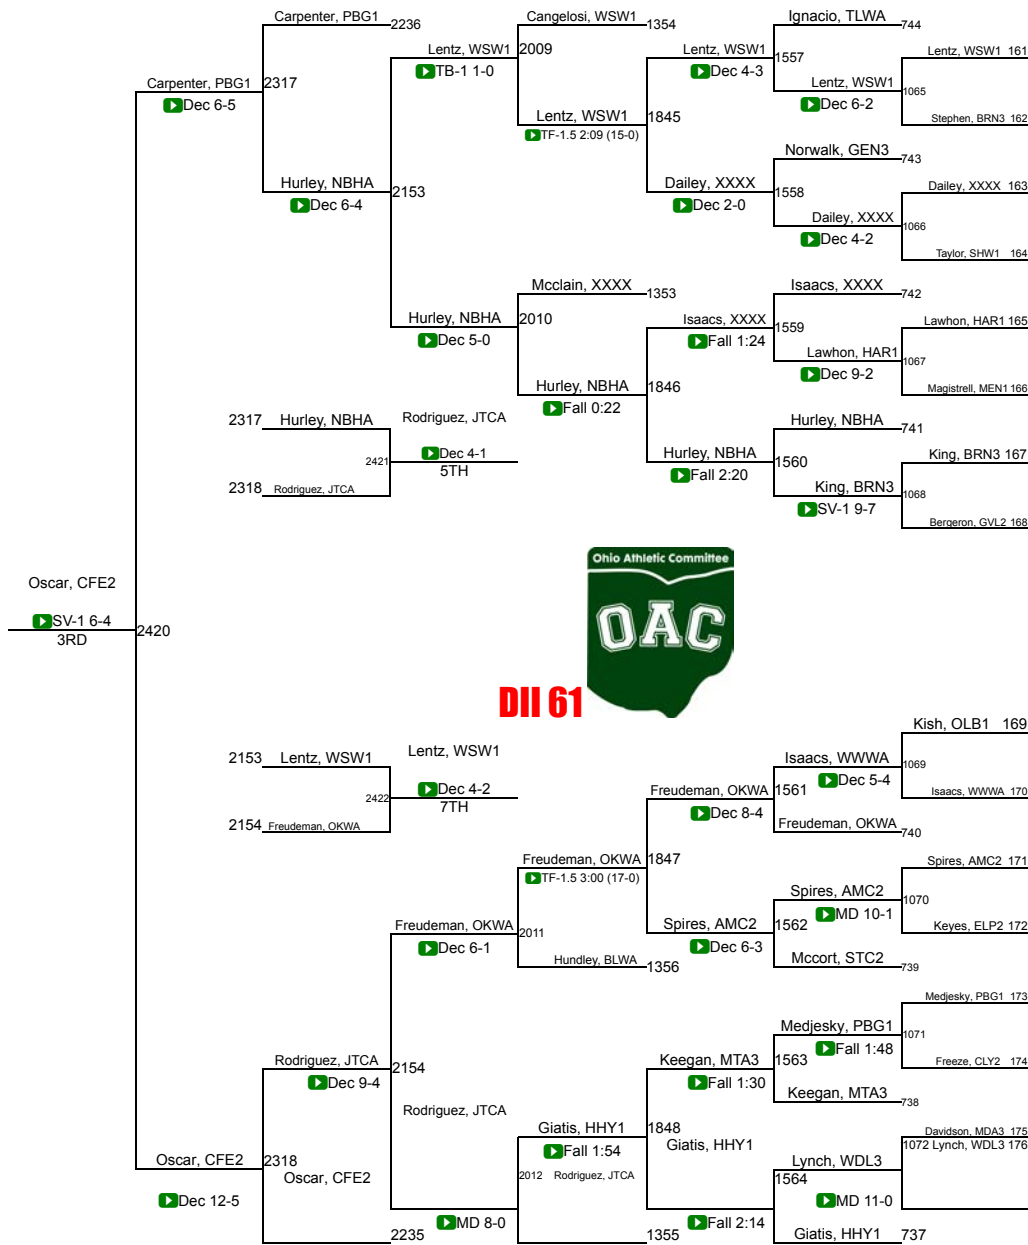 Carpenter, PBG1
2236
Cangelosi, WSW1
1354
Ignacio, TLWA
744
Lentz, WSW1
2009
Lentz, WSW1
1557
Lentz, WSW1 161
TB-1 1-0
Dec 4-3
Carpenter, PBG1
2317
Lentz, WSW1
1065
Dec 6-5
Dec 6-2
Lentz, WSW1
1845
Stephen, BRN3 162
TF-1.5 2:09 (15-0)
Norwalk, GEN3
743
Hurley, NBHA
2153
Dailey, XXXX
1558
Dailey, XXXX 163
Dec 6-4
Dec 2-0
Dailey, XXXX
1066
Dec 4-2
Taylor, SHW1 164
Mcclain, XXXX
1353
Isaacs, XXXX
742
Hurley, NBHA
2010
Isaacs, XXXX
1559
Lawhon, HAR1 165
Dec 5-0
Fall 1:24
Lawhon, HAR1
1067
Dec 9-2
Hurley, NBHA
1846
Magistrell, MEN1 166
Fall 0:22
2317 Hurley, NBHA
Rodriguez, JTCA
Hurley, NBHA
741
2421
Dec 4-1
Hurley, NBHA
1560
King, BRN3 167
5TH
Fall 2:20
2318 Rodriguez, JTCA
King, BRN3
1068
SV-1 9-7
Bergeron, GVL2 168
Ohio Athletic Committee
OAC
Oscar, CFE2
SV-1 6-4
2420
3RD
DII 61
Kish, OLB1 169
2153 Lentz, WSW1
Lentz, WSW1
Isaacs, WWWA
1069
Dec 5-4
2422
Dec 4-2
Freudeman, OKWA
1561
Isaacs, WWWA 170
7TH
Dec 8-4
2154 Freudeman, OKWA
Freudeman, OKWA
740
Freudeman, OKWA
1847
Spires, AMC2 171
TF-1.5 3:00 (17-0)
Spires, AMC2
1070
MD 10-1
Freudeman, OKWA
2011
Spires, AMC2
1562
Keyes, ELP2 172
Dec 6-1
Dec 6-3
Hundley, BLWA
1356
Mccort, STC2
739
Medjesky, PBG1 173
Medjesky, PBG1
1071
Fall 1:48
Rodriguez, JTCA
2154
Keegan, MTA3
1563
Freeze, CLY2 174
Dec 9-4
Fall 1:30
Keegan, MTA3
738
Rodriguez, JTCA
Giatis, HHY1
1848
Giatis, HHY1
Davidson, MDA3 175
Fall 1:54
1072 Lynch, WDL3 176
Oscar, CFE2
2318
Oscar, CFE2
2012 Rodriguez, JTCA
Lynch, WDL3
1564
Dec 12-5
MD 11-0
MD 8-0
Fall 2:14
2235
1355
Giatis, HHY1
737